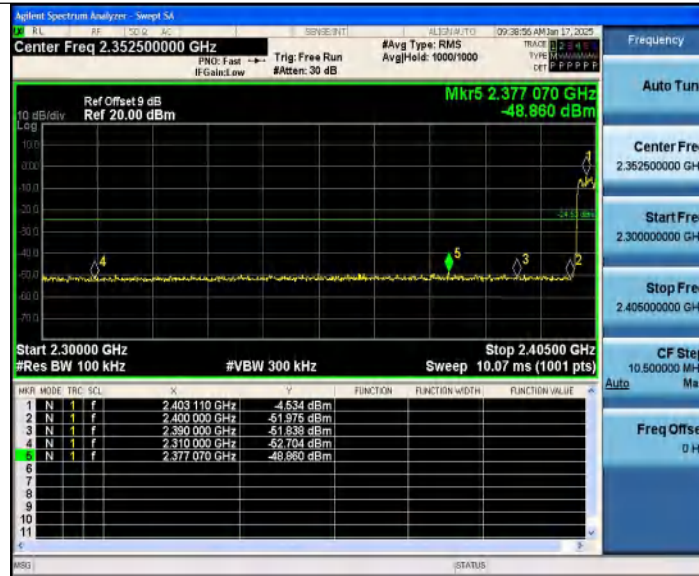 Agilent Spectrum Analyzer - Swept SA
RL RF 50 Ω AC SENSE:INT ALIGN AUTO 09:38:56 AM Jan 17, 2025
Center Freq 2.352500000 GHz #Avg Type: RMS TRACE 1 2 3 4 5 6
PNO: Fast Trig: Free Run Avg|Hold: 1000/1000 TYPE
IFGain:Low #Atten: 30 dB DET P P P P P P
Mkr5 2.377 070 GHz
-48.860 dBm
Ref Offset 9 dB
10 dB/div Ref 20.00 dBm
Log
10.0
0.00
-10.0
-20.0
-30.0
-40.0
-50.0
-60.0
-70.0
1
2
3
4
5
Start 2.30000 GHz Stop 2.40500 GHz
#Res BW 100 kHz #VBW 300 kHz Sweep 10.07 ms (1001 pts)
MKR MODE TRC SCL X Y FUNCTION FUNCTION WIDTH FUNCTION VALUE
1 N 1 f 2.403 110 GHz -4.534 dBm
2 N 1 f 2.400 000 GHz -51.975 dBm
3 N 1 f 2.390 000 GHz -51.838 dBm
4 N 1 f 2.310 000 GHz -52.704 dBm
5 N 1 f 2.377 070 GHz -48.860 dBm
6
7
8
9
10
11
MSG STATUS
Frequency
Auto Tun
Center Fre
2.352500000 GH
Start Fre
2.300000000 GH
Stop Fre
2.405000000 GH
CF Step
10.500000 MH
Auto Ma
Freq Offse
0 H